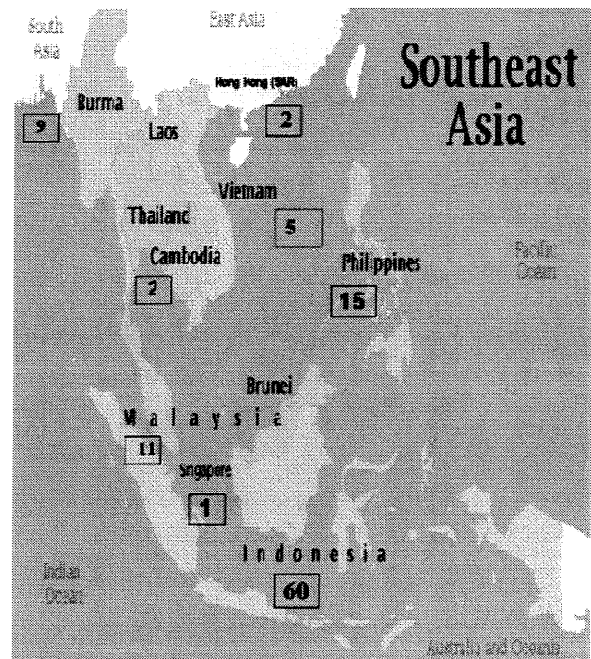 South
Asia
East Asia
Southeast
Asia
Hong Kong (SAR)
Burma
9
2
Laos
Vietnam
Thailand
5
Cambodia
Philippines
Pacific
Ocean
2
15
Brunei
Malaysia
11
Singapore
1
Indonesia
Indian
Ocean
60
Australia and Oceania